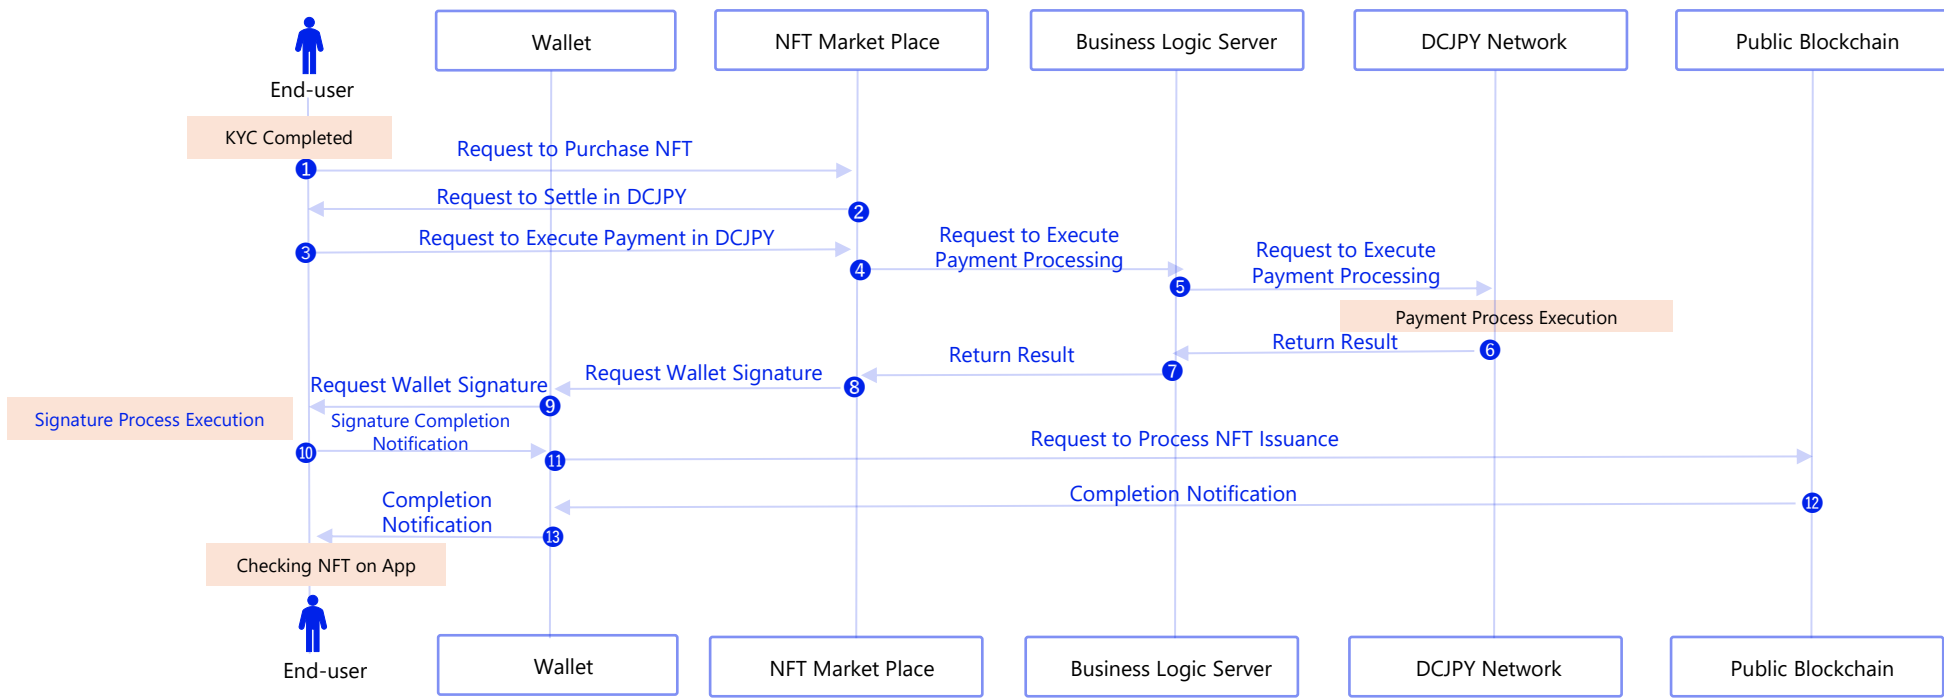 Wallet
NFT Market Place
Business Logic Server
DCJPY Network
Public Blockchain
End-user
KYC Completed
1
Request to Purchase NFT
Request to Settle in DCJPY
2
3
Request to Execute Payment in DCJPY
Request to Execute
Payment Processing
4
Request to Execute
Payment Processing
5
Payment Process Execution
Return Result
6
Return Result
7
Request Wallet Signature
8
Request Wallet Signature
9
Signature Process Execution
Signature Completion
Notification
10
11
Request to Process NFT Issuance
Completion Notification
12
Completion
Notification
13
Checking NFT on App
End-user
Wallet
NFT Market Place
Business Logic Server
DCJPY Network
Public Blockchain